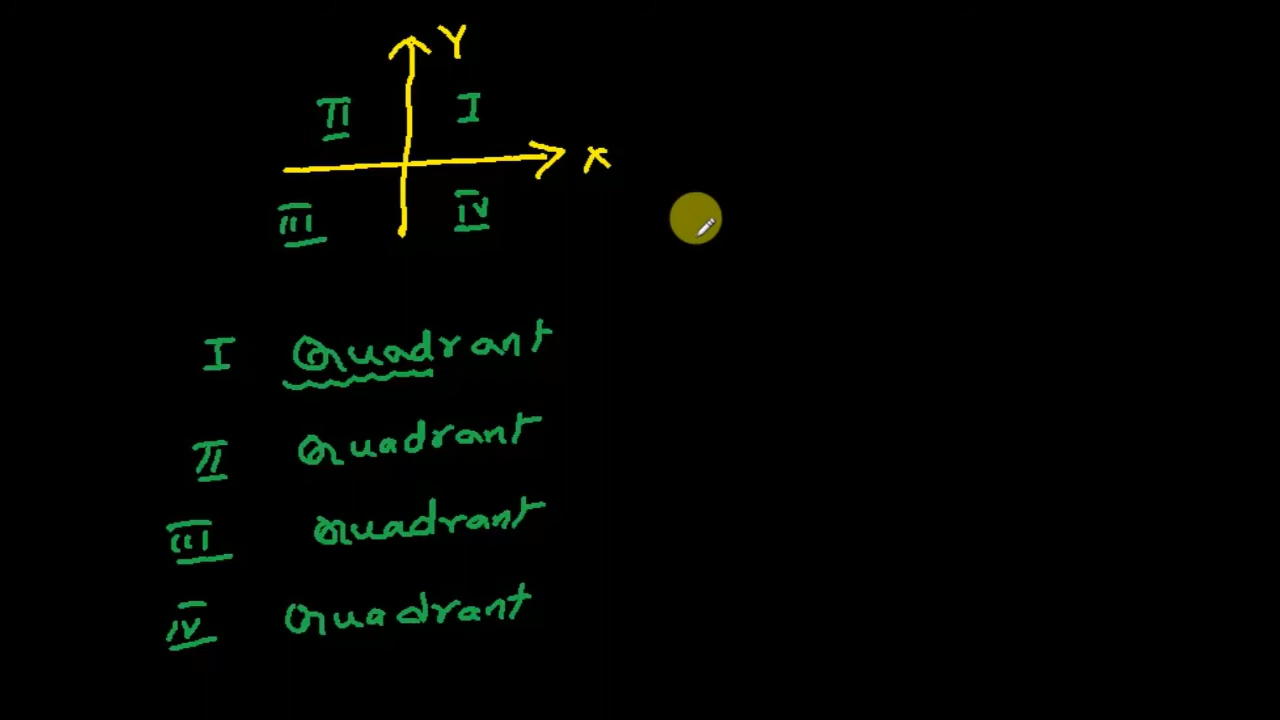 Y
II I
X
III IV
I Quadrant
II Quadrant
III Quadrant
IV Quadrant